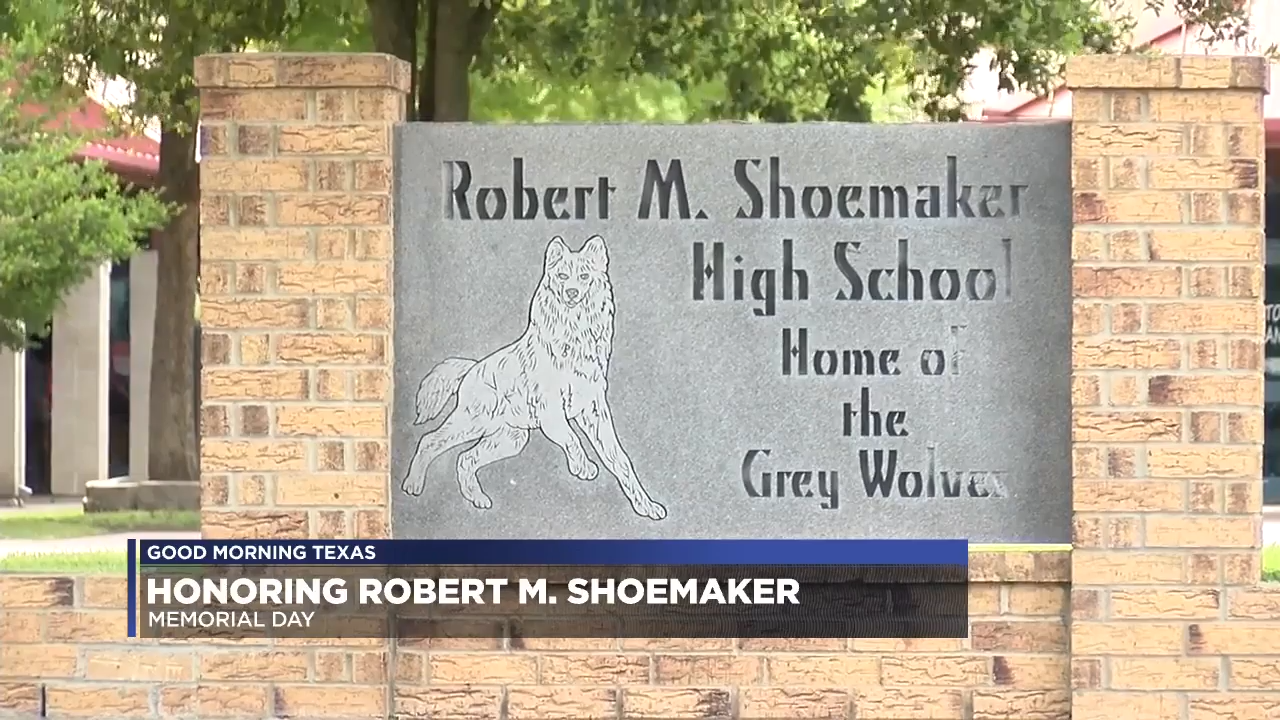 Robert M. Shoemaker
High School
Home of
the
Grey Wolves
GOOD MORNING TEXAS
HONORING ROBERT M. SHOEMAKER
MEMORIAL DAY